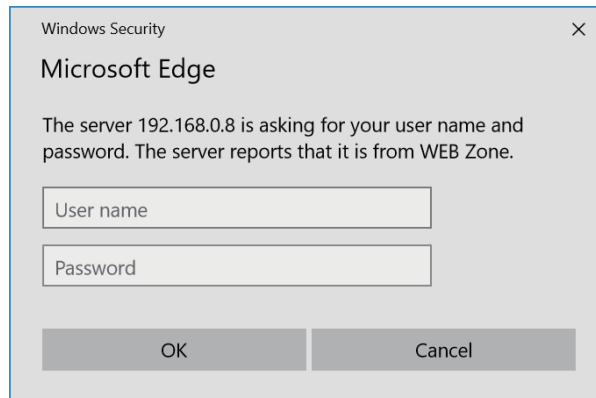 Windows Security
Microsoft Edge
The server 192.168.0.8 is asking for your user name and
password. The server reports that it is from WEB Zone.
User name
Password
OK
Cancel